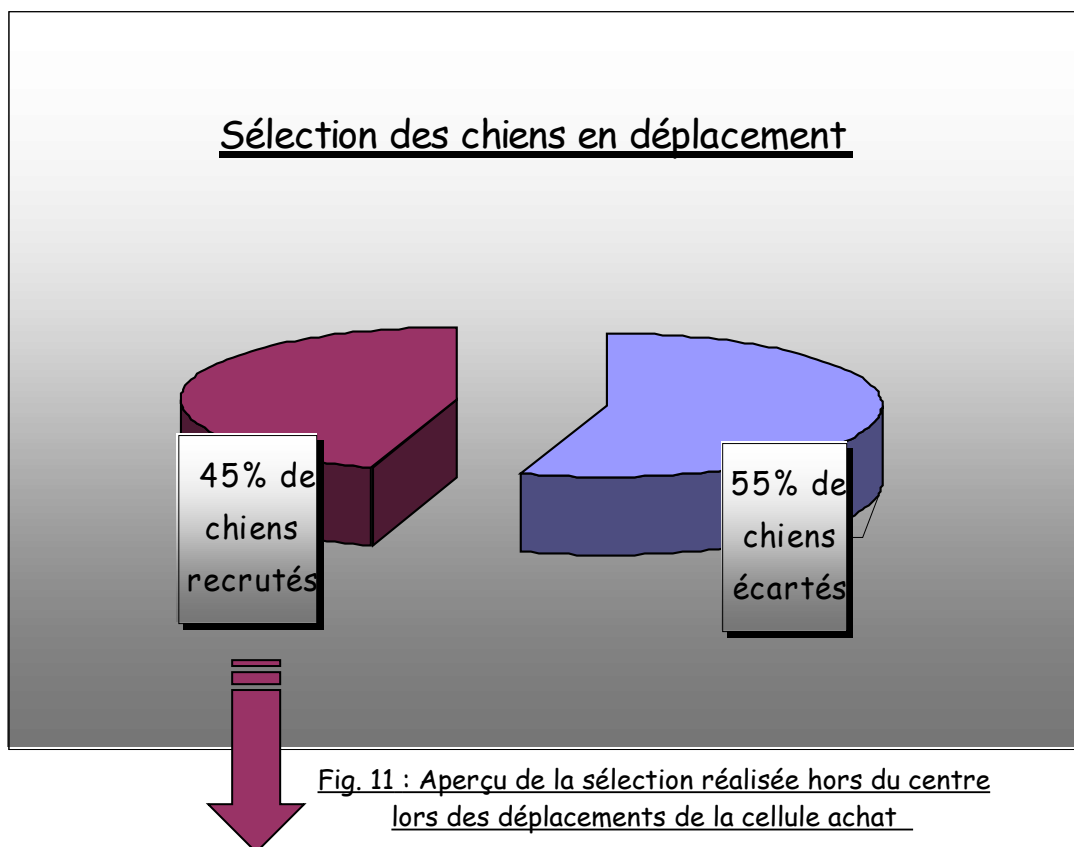 Sélection des chiens en déplacement
45% de
chiens
recrutés
55% de
chiens
écartés
Fig. 11 : Aperçu de la sélection réalisée hors du centre
lors des déplacements de la cellule achat